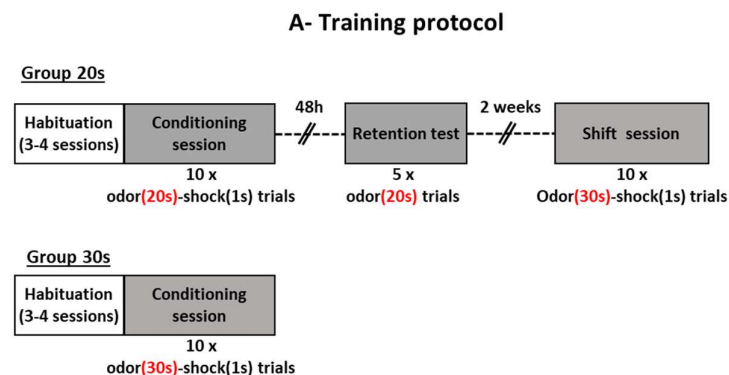 A- Training protocol
Group 20s
48h
2 weeks
Habituation
(3-4 sessions)
Conditioning
session
Retention test
Shift session
10 x
odor(20s)-shock(1s) trials
5 x
odor(20s) trials
10 x
Odor(30s)-shock(1s) trials
Group 30s
Habituation
(3-4 sessions)
Conditioning
session
10 x
odor(30s)-shock(1s) trials